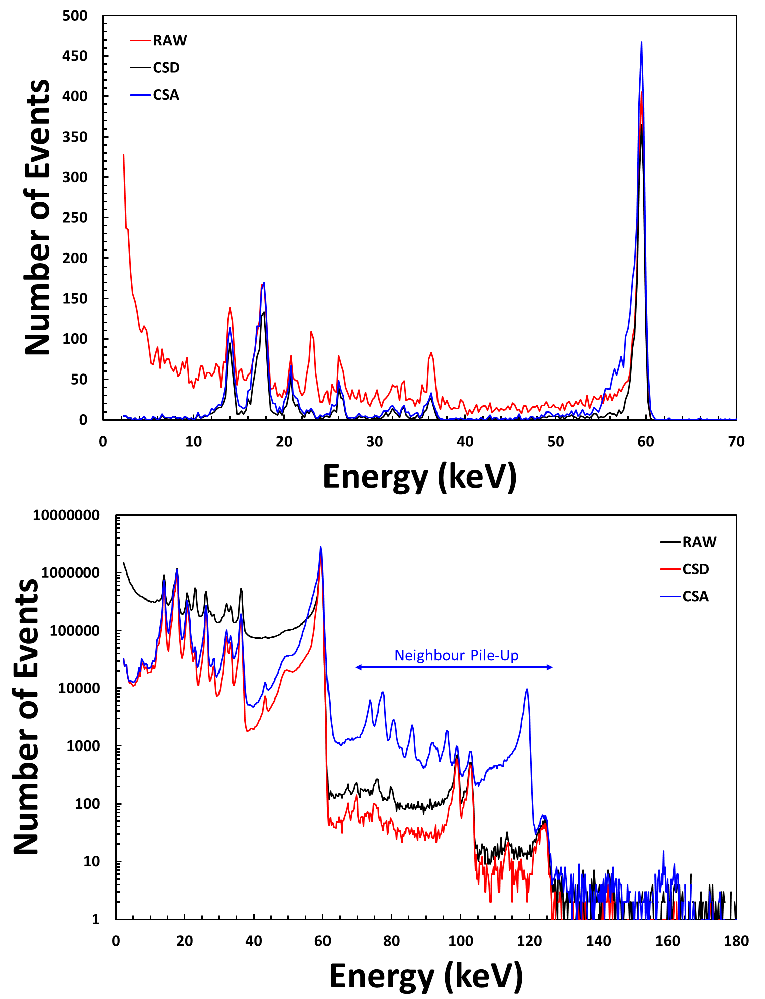 500
450
400
350
300
250
200
150
100
50
0
RAW
CSD
CSA
Number of Events
0 10 20 30 40 50 60 70
Energy (keV)
10000000
1000000
100000
10000
1000
100
10
1
RAW
CSD
CSA
Neighbour Pile-Up
Number of Events
0 20 40 60 80 100 120 140 160 180
Energy (keV)